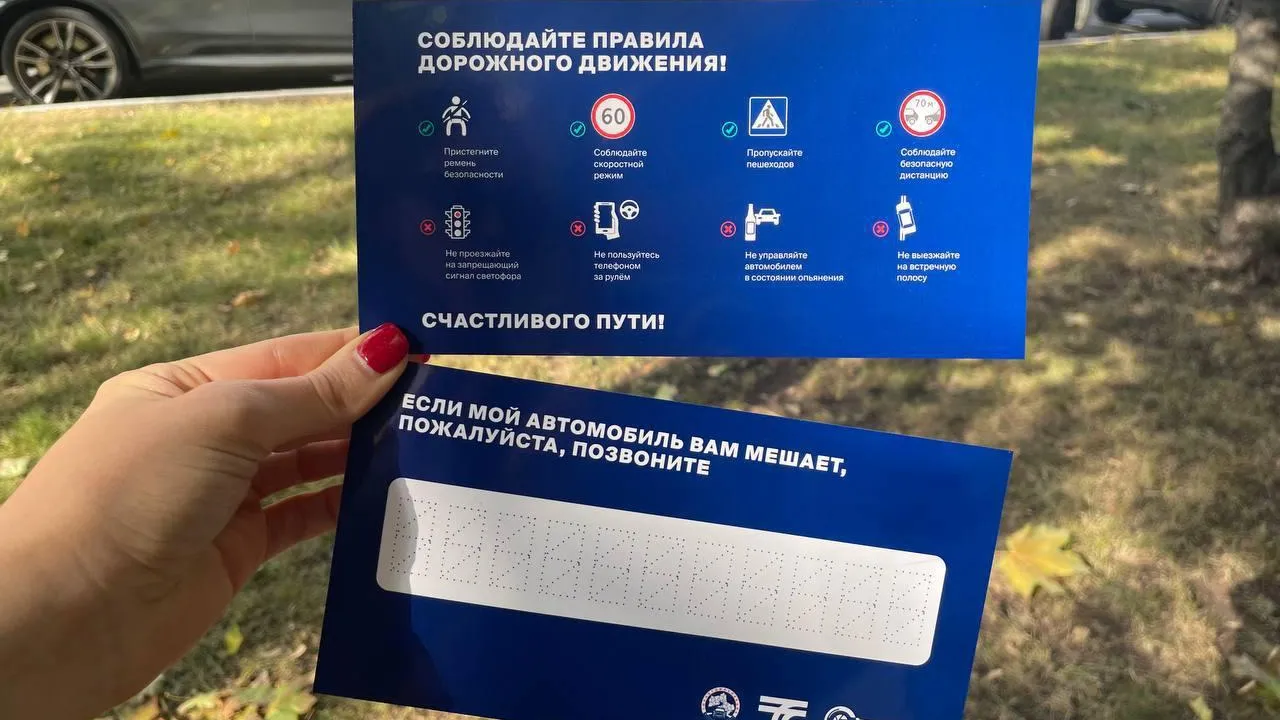 СОБЛЮДАЙТЕ ПРАВИЛА
ДОРОЖНОГО ДВИЖЕНИЯ!
Пристегните
ремень
безопасности
60
Соблюдайте
скоростной
режим
Пропускайте
пешеходов
70м
Соблюдайте
безопасную
дистанцию
Не проезжайте
на запрещающий
сигнал светофора
Не пользуйтесь
телефоном
за рулём
Не управляйте
автомобилем
в состоянии опьянения
Не выезжайте
на встречную
полосу
СЧАСТЛИВОГО ПУТИ!
ЕСЛИ МОЙ АВТОМОБИЛЬ ВАМ МЕШАЕТ,
ПОЖАЛУЙСТА, ПОЗВОНИТЕ